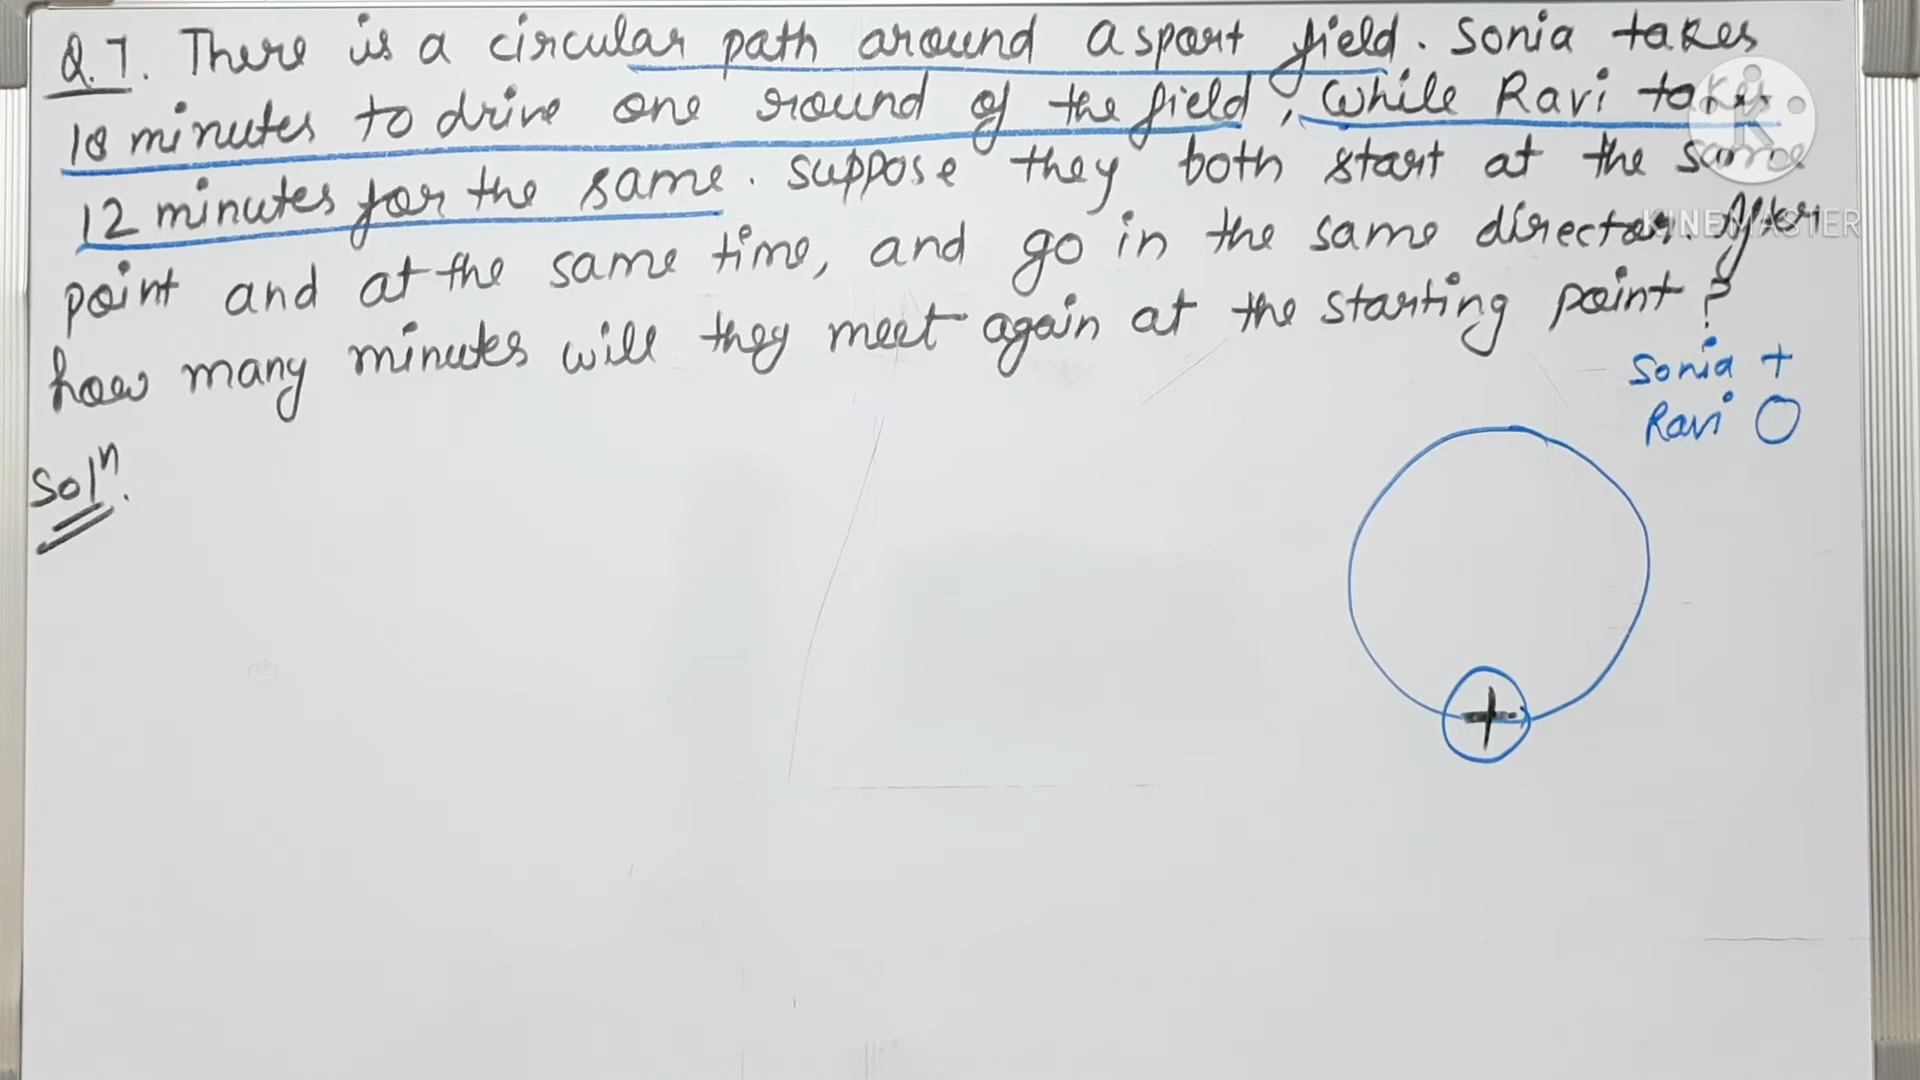 Q.7. There is a circular path around a sport field. Sonia takes
18 minutes to drive one round of the field, while Ravi takes
12 minutes for the same. Suppose they both start at the same
point and at the same time, and go in the same direction. After
how many minutes will they meet again at the starting point?
Sonia +
Ravi O
Solⁿ.
K
KINEMASTER